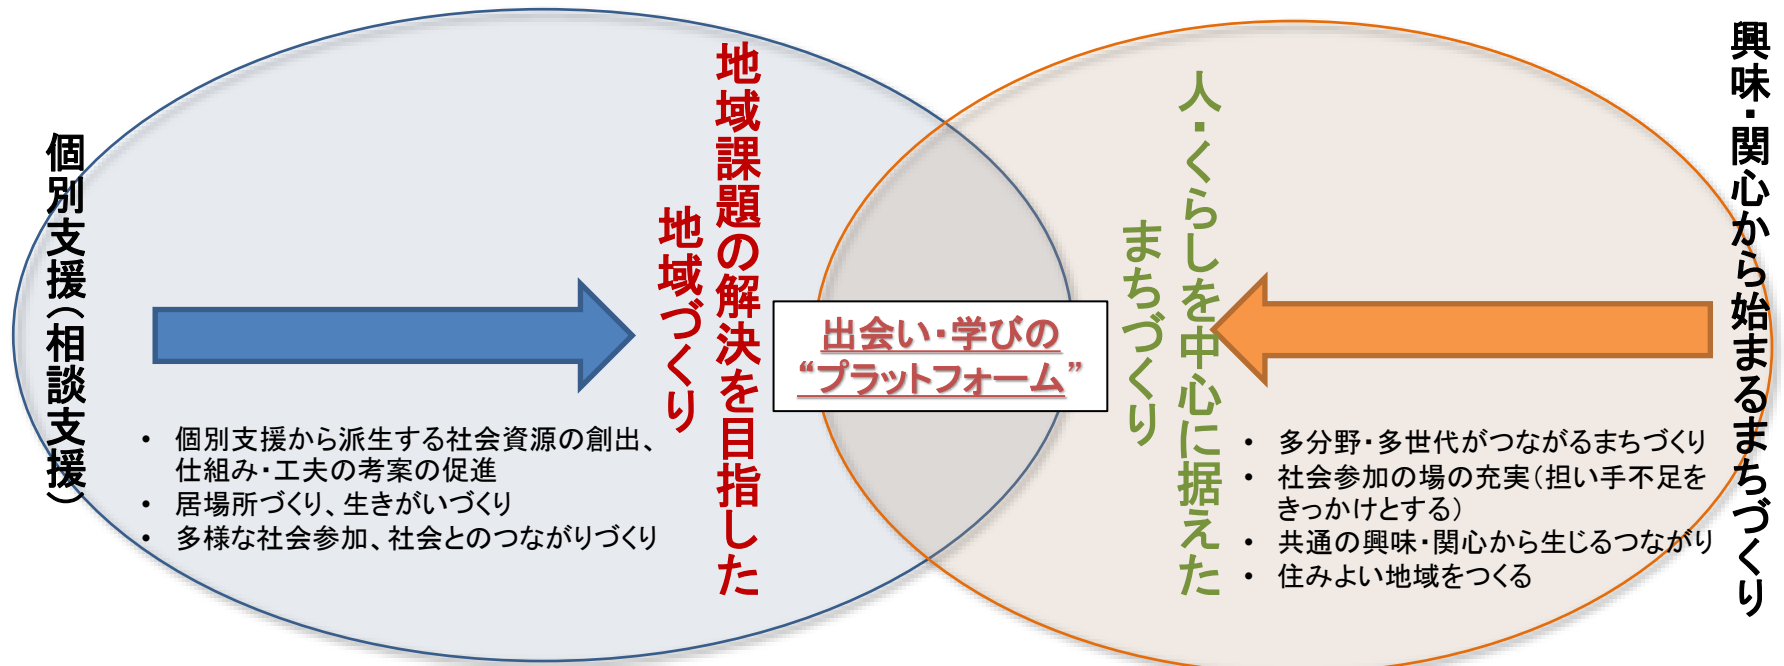 個別支援（相談支援）
地域課題の解決を目指した
地域づくり
• 個別支援から派生する社会資源の創出、
仕組み・工夫の考案の促進
• 居場所づくり、生きがいづくり
• 多様な社会参加、社会とのつながりづくり
出会い・学びの
“プラットフォーム”
人・くらしを中心に据えた
まちづくり
• 多分野・多世代がつながるまちづくり
• 社会参加の場の充実（担い手不足を
きっかけとする）
• 共通の興味・関心から生じるつながり
• 住みよい地域をつくる
興味・関心から始まるまちづくり